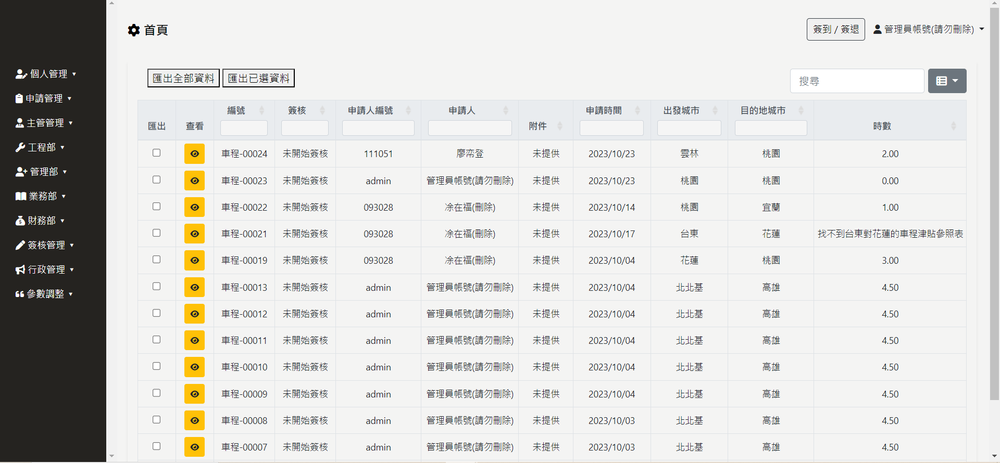 首頁
簽到 / 簽退
管理員帳號(請勿刪除)
個人管理
申請管理
主管管理
工程部
管理部
業務部
財務部
簽核管理
行政管理
參數調整
匯出全部資料 匯出已選資料
搜尋
匯出 查看 編號 簽核 申請人編號 申請人 附件 申請時間 出發城市 目的地城市 時數
車程-00024 未開始簽核 111051 廖帟登 未提供 2023/10/23 雲林 桃園 2.00
車程-00023 未開始簽核 admin 管理員帳號(請勿刪除) 未提供 2023/10/23 桃園 桃園 0.00
車程-00022 未開始簽核 093028 凃在福(刪除) 未提供 2023/10/14 桃園 宜蘭 1.00
車程-00021 未開始簽核 093028 凃在福(刪除) 未提供 2023/10/17 台東 花蓮 找不到台東對花蓮的車程津貼參照表
車程-00019 未開始簽核 093028 凃在福(刪除) 未提供 2023/10/04 花蓮 桃園 3.00
車程-00013 未開始簽核 admin 管理員帳號(請勿刪除) 未提供 2023/10/04 北北基 高雄 4.50
車程-00012 未開始簽核 admin 管理員帳號(請勿刪除) 未提供 2023/10/04 北北基 高雄 4.50
車程-00011 未開始簽核 admin 管理員帳號(請勿刪除) 未提供 2023/10/04 北北基 高雄 4.50
車程-00010 未開始簽核 admin 管理員帳號(請勿刪除) 未提供 2023/10/04 北北基 高雄 4.50
車程-00009 未開始簽核 admin 管理員帳號(請勿刪除) 未提供 2023/10/04 北北基 高雄 4.50
車程-00008 未開始簽核 admin 管理員帳號(請勿刪除) 未提供 2023/10/03 北北基 高雄 4.50
車程-00007 未開始簽核 admin 管理員帳號(請勿刪除) 未提供 2023/10/03 北北基 高雄 4.50